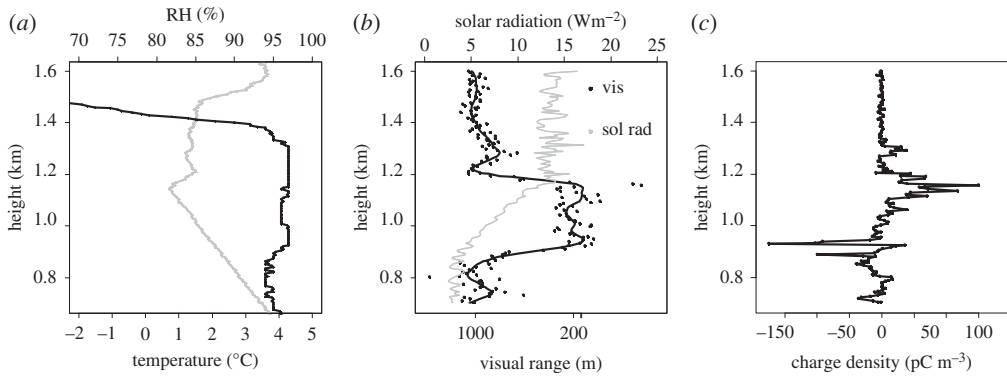 (a)
RH (%)
70 75 80 85 90 95 100
height (km)
1.6
1.4
1.2
1.0
0.8
−2 −1 0 1 2 3 4 5
temperature (°C)
(b)
solar radiation (Wm−2)
0 5 10 15 20 25
height (km)
1.6
1.4
1.2
1.0
0.8
vis
sol rad
1000 200
visual range (m)
(c)
height (km)
1.6
1.4
1.2
1.0
0.8
−150 −50 0 50 100
charge density (pC m−3)